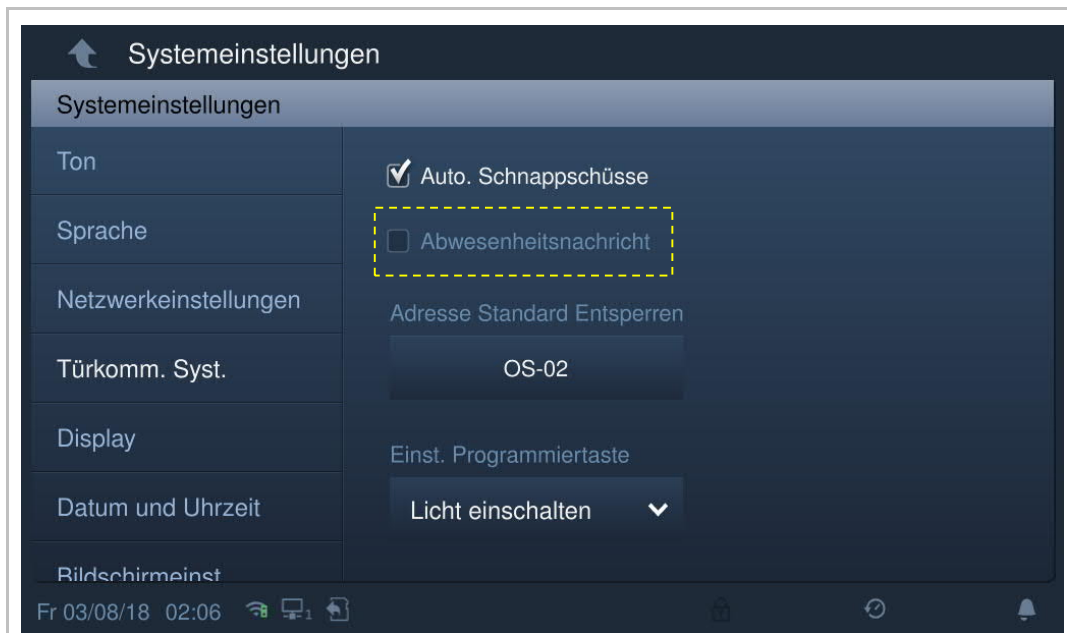 Systemeinstellungen
Systemeinstellungen
Ton
Sprache
Netzwerkeinstellungen
Türkomm. Syst.
Display
Datum und Uhrzeit
Bildschirmeinst
Auto. Schnappschüsse
Abwesenheitsnachricht
Adresse Standard Entsperren
OS-02
Einst. Programmiertaste
Licht einschalten
Fr 03/08/18 02:06 1